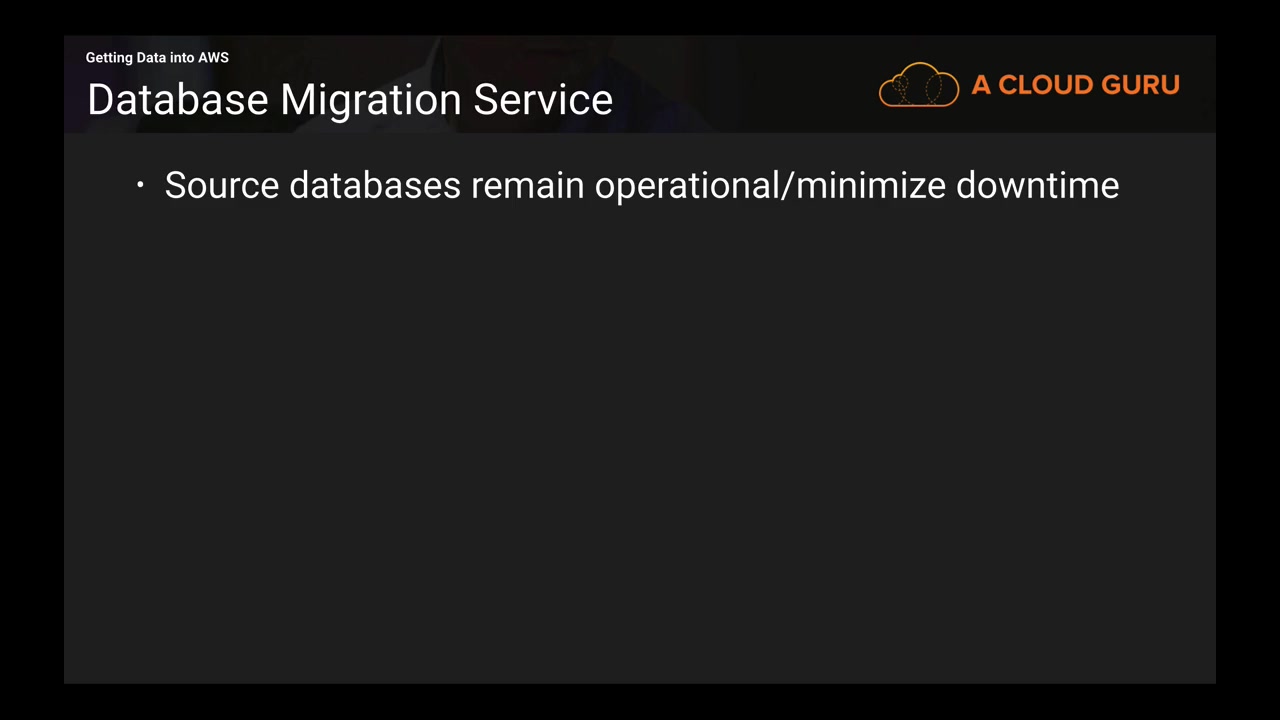 Getting Data into AWS
Database Migration Service
A CLOUD GURU
• Source databases remain operational/minimize downtime